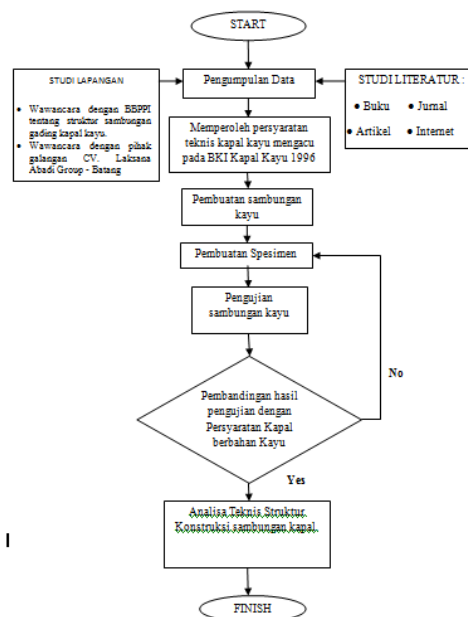 START
STUDI LAPANGAN
• Wawancara dengan BBPPI
tentang struktur sambungan
gading kapal kayu.
• Wawancara dengan pihak
galangan CV. Laksana
Abadi Group - Batang
Pengumpulan Data
STUDI LITERATUR :
• Buku • Jurnal
• Artikel • Internet
Memperoleh persyaratan
teknis kapal kayu mengacu
pada BKI Kapal Kayu 1996
Pembuatan sambungan
kayu
Pembuatan Spesimen
Pengujian
sambungan kayu
No
Pembandingan hasil
pengujian dengan
Persyaratan Kapal
berbahan Kayu
Yes
Analisa Teknis Struktur
Konstruksi sambungan kapal.
FINISH